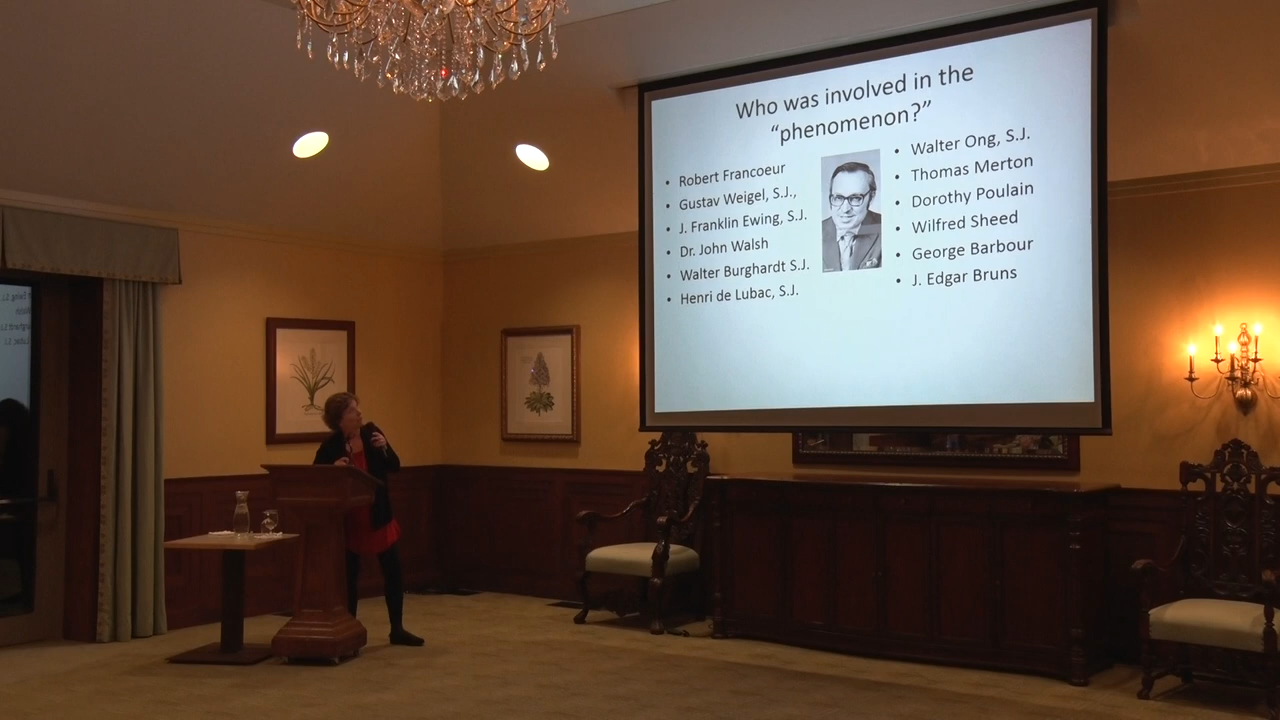 Who was involved in the
“phenomenon?”
• Robert Francoeur
• Gustav Weigel, S.J.,
• J. Franklin Ewing, S.J.
• Dr. John Walsh
• Walter Burghardt S.J.
• Henri de Lubac, S.J.
• Walter Ong, S.J.
• Thomas Merton
• Dorothy Poulain
• Wilfred Sheed
• George Barbour
• J. Edgar Bruns